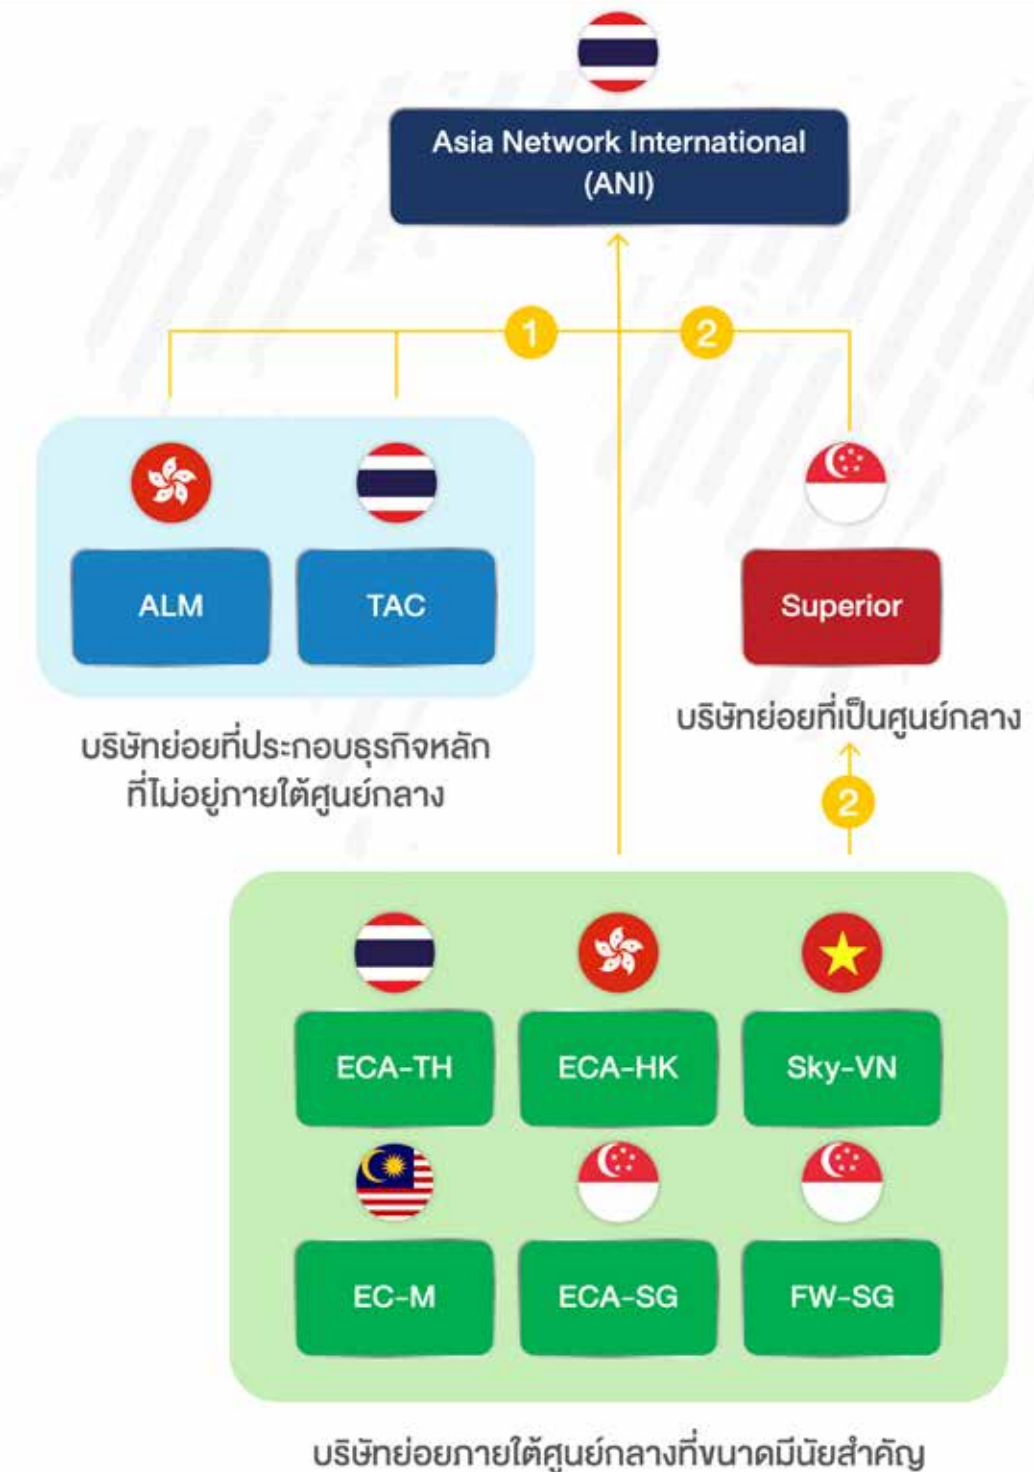 Asia Network International
(ANI)
1
2
ALM
TAC
Superior
บริษัทย่อยที่เป็นศูนย์กลาง
บริษัทย่อยที่ประกอบธุรกิจหลัก
ที่ไม่อยู่ภายใต้ศูนย์กลาง
2
ECA-TH
ECA-HK
Sky-VN
EC-M
ECA-SG
FW-SG
บริษัทย่อยภายใต้ศูนย์กลางที่ขนาดมีนัยสำคัญ